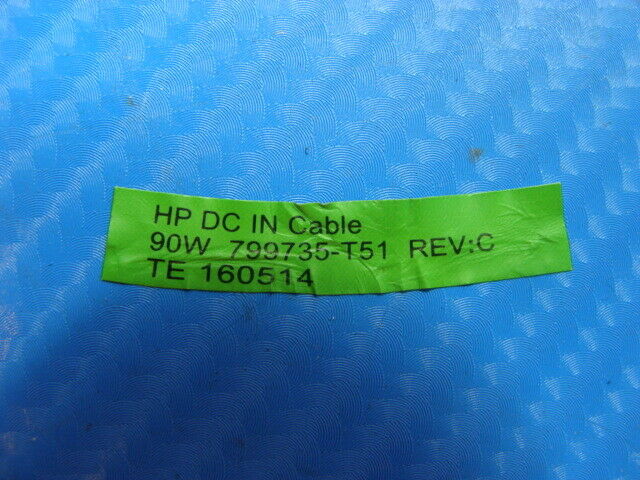 HP DC IN Cable
90W 799735-T51 REV:C
TE 160514